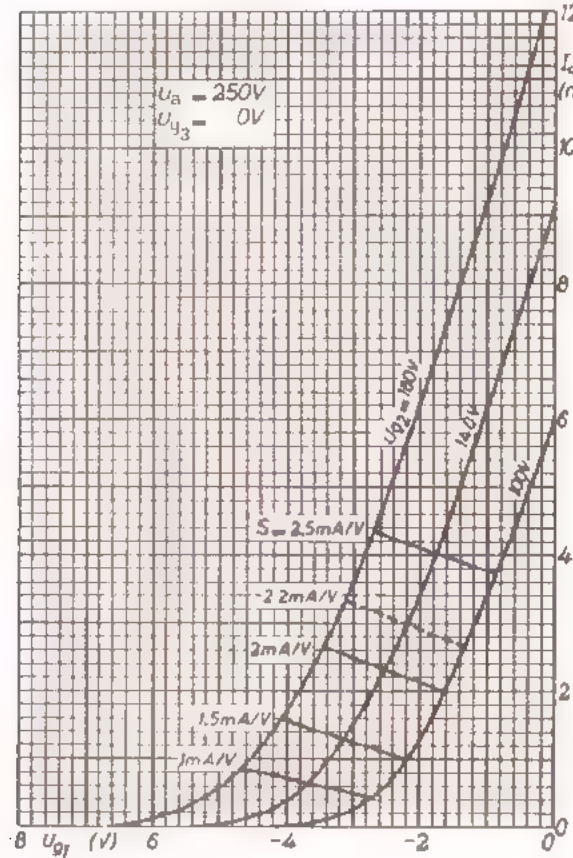 12
ua = 250V
ug3 = 0V
10
8
Ug2 = 180V
140V
6
100V
S = 2.5mA/V
4
2.2mA/V
2mA/V
2
1.5mA/V
1mA/V
0
-8 Ug1 (V) 6 -4 -2 0